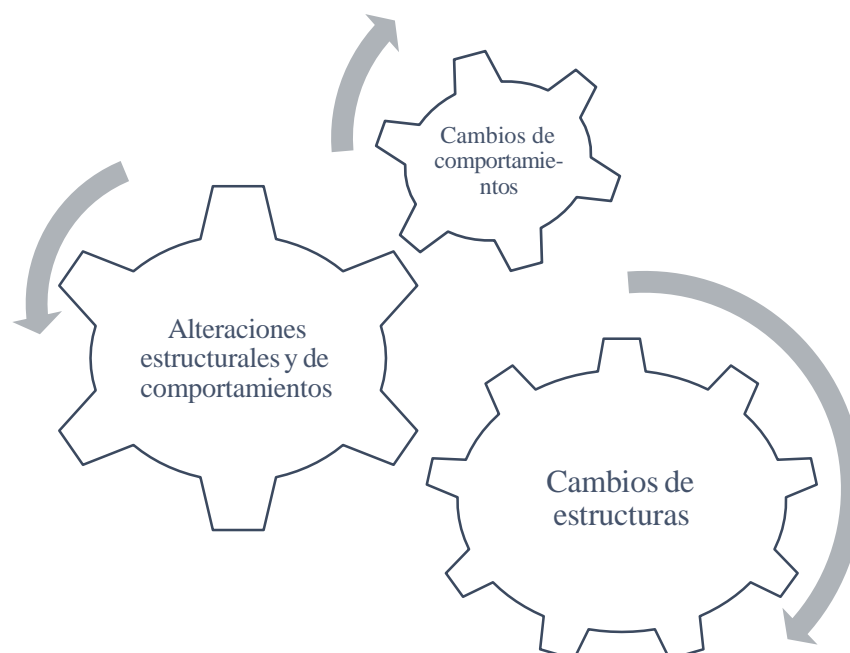 Cambios de
comportamie-
ntos
Alteraciones
estructurales y de
comportamientos
Cambios de
estructuras